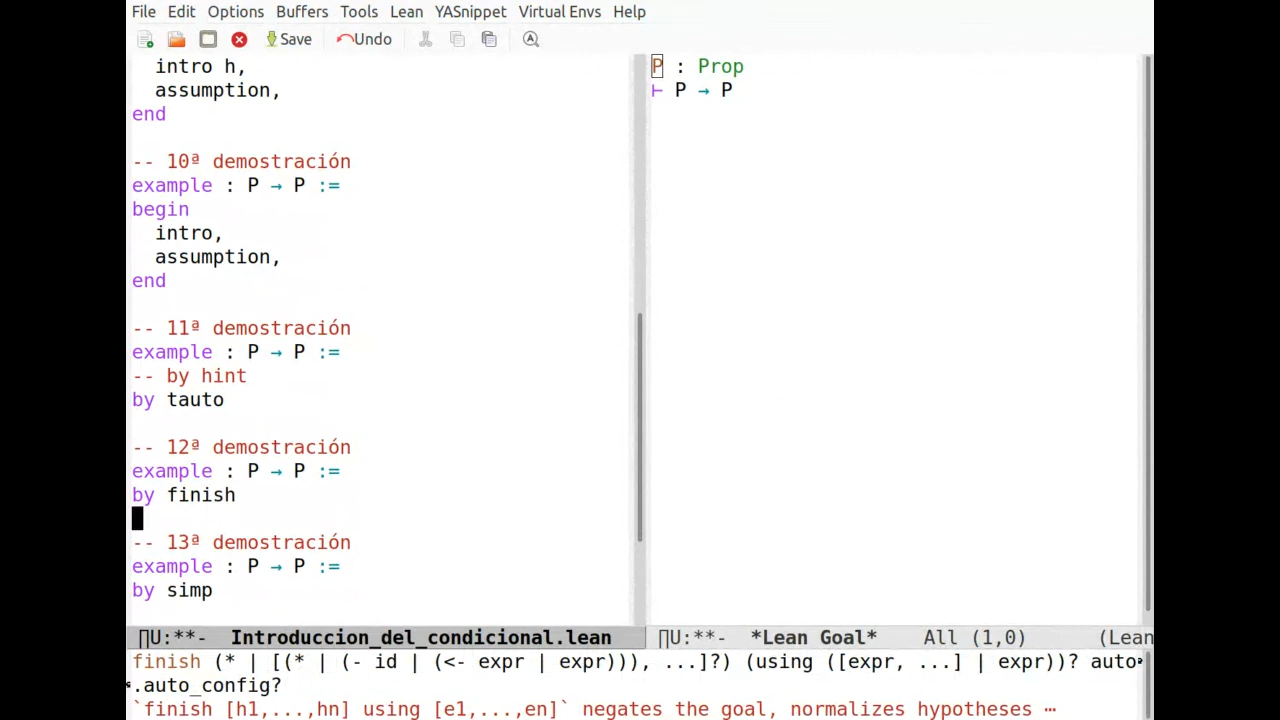 File Edit Options Buffers Tools Lean YASnippet Virtual Envs Help
Save Undo
intro h,
assumption,
end
-- 10ª demostración
example : P → P :=
begin
intro,
assumption,
end
-- 11ª demostración
example : P → P :=
-- by hint
by tauto
-- 12ª demostración
example : P → P :=
by finish
-- 13ª demostración
example : P → P :=
by simp
P : Prop
⊢ P → P
U:**- Introduccion_del_condicional.lean
U:**- *Lean Goal* All (1,0) (Lean
finish (* | [(* | (- id | (<- expr | expr))), ...]?) (using ([expr, ...] | expr))? auto
.auto_config?
`finish [h1,...,hn] using [e1,...,en]` negates the goal, normalizes hypotheses ⋯